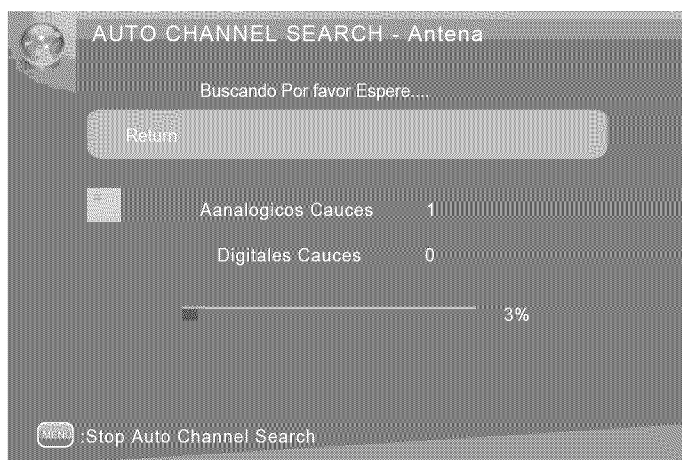 AUTO CHANNEL SEARCH - Antena
Buscando Por favor Espere....
Return
Aanalogicos Cauces 1
Digitales Cauces 0
3%
MENU :Stop Auto Channel Search